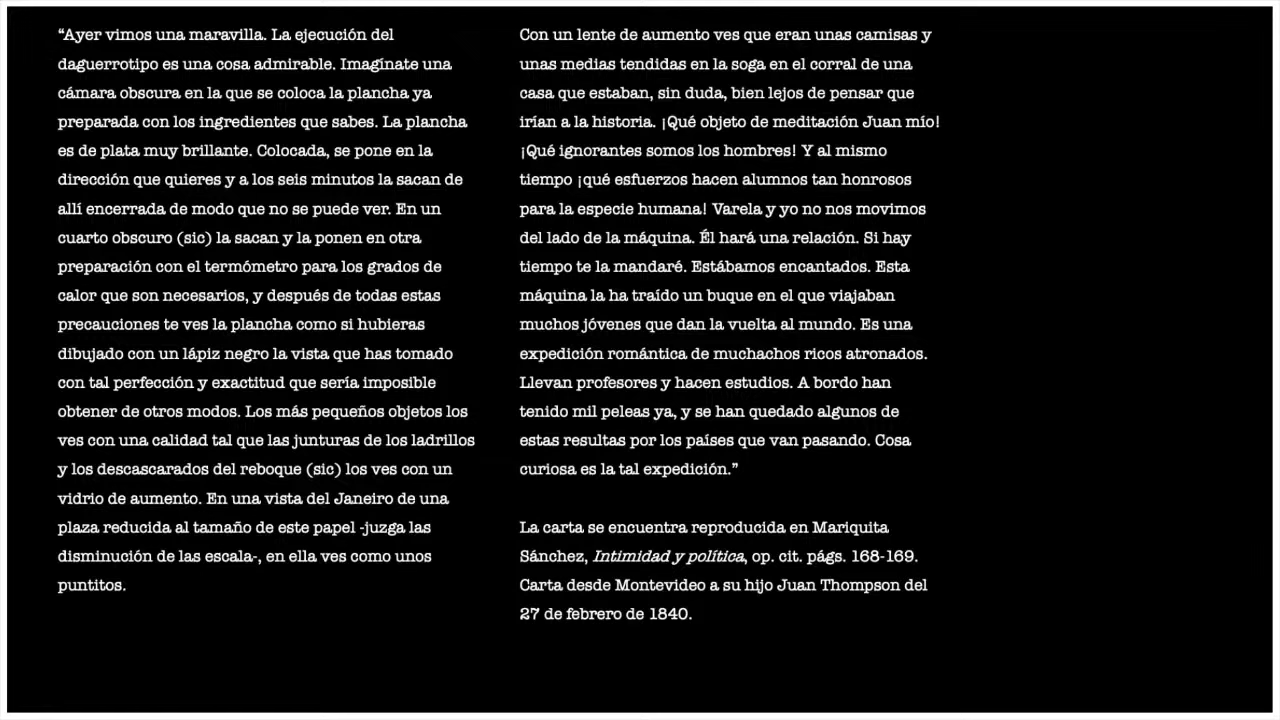 “Ayer vimos una maravilla. La ejecución del
daguerrotipo es una cosa admirable. Imagínate una
cámara obscura en la que se coloca la plancha ya
preparada con los ingredientes que sabes. La plancha
es de plata muy brillante. Colocada, se pone en la
dirección que quieres y a los seis minutos la sacan de
allí encerrada de modo que no se puede ver. En un
cuarto obscuro (sic) la sacan y la ponen en otra
preparación con el termómetro para los grados de
calor que son necesarios, y después de todas estas
precauciones te ves la plancha como si hubieras
dibujado con un lápiz negro la vista que has tomado
con tal perfección y exactitud que sería imposible
obtener de otros modos. Los más pequeños objetos los
ves con una calidad tal que las junturas de los ladrillos
y los descascarados del reboque (sic) los ves con un
vidrio de aumento. En una vista del Janeiro de una
plaza reducida al tamaño de este papel -juzga las
disminución de las escala-, en ella ves como unos
puntitos.
Con un lente de aumento ves que eran unas camisas y
unas medias tendidas en la soga en el corral de una
casa que estaban, sin duda, bien lejos de pensar que
irían a la historia. ¡Qué objeto de meditación Juan mío!
¡Qué ignorantes somos los hombres! Y al mismo
tiempo ¡qué esfuerzos hacen alumnos tan honrosos
para la especie humana! Varela y yo no nos movimos
del lado de la máquina. Él hará una relación. Si hay
tiempo te la mandaré. Estábamos encantados. Esta
máquina la ha traído un buque en el que viajaban
muchos jóvenes que dan la vuelta al mundo. Es una
expedición romántica de muchachos ricos atronados.
Llevan profesores y hacen estudios. A bordo han
tenido mil peleas ya, y se han quedado algunos de
estas resultas por los países que van pasando. Cosa
curiosa es la tal expedición.”
La carta se encuentra reproducida en Mariquita
Sánchez, Intimidad y política, op. cit. págs. 168-169.
Carta desde Montevideo a su hijo Juan Thompson del
27 de febrero de 1840.